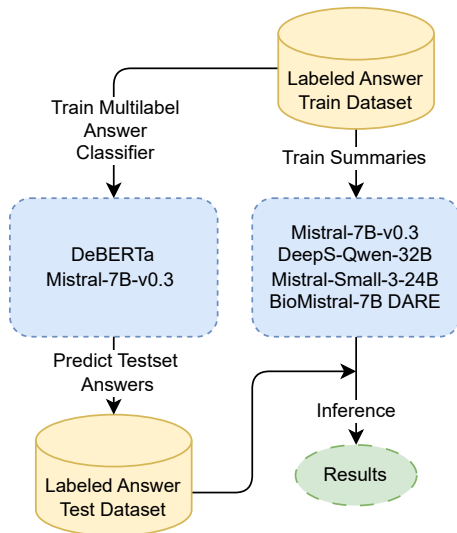 Labeled Answer
Train Dataset
Train Multilabel
Answer
Classifier
Train Summaries
DeBERTa
Mistral-7B-v0.3
Mistral-7B-v0.3
DeepS-Qwen-32B
Mistral-Small-3-24B
BioMistral-7B DARE
Predict Testset
Answers
Inference
Labeled Answer
Test Dataset
Results